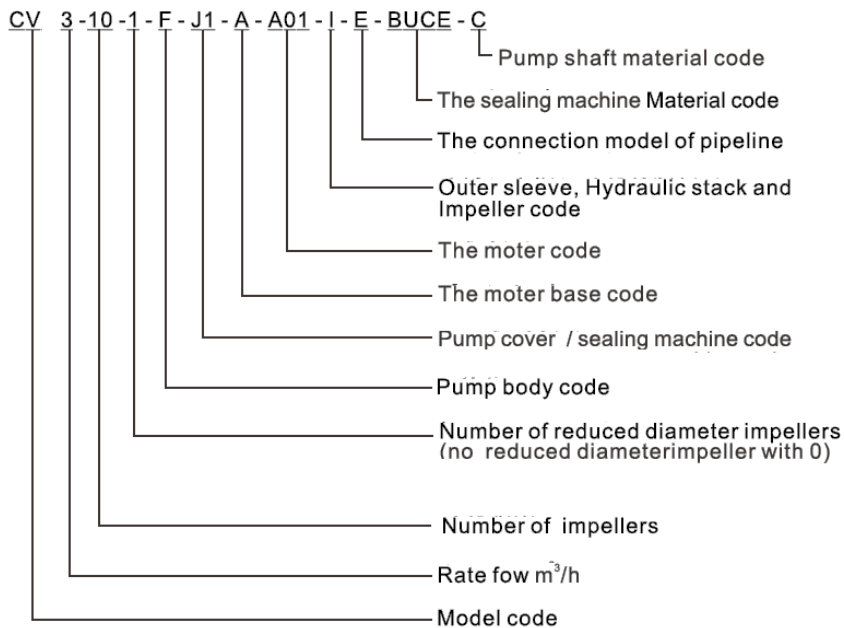 CV 3-10-1-F-J1-A-A01-I-E-BUCE-C
Pump shaft material code
The sealing machine Material code
The connection model of pipeline
Outer sleeve, Hydraulic stack and
Impeller code
The moter code
The moter base code
Pump cover / sealing machine code
Pump body code
Number of reduced diameter impellers
(no reduced diameterimpeller with 0)
Number of impellers
Rate fow m³/h
Model code